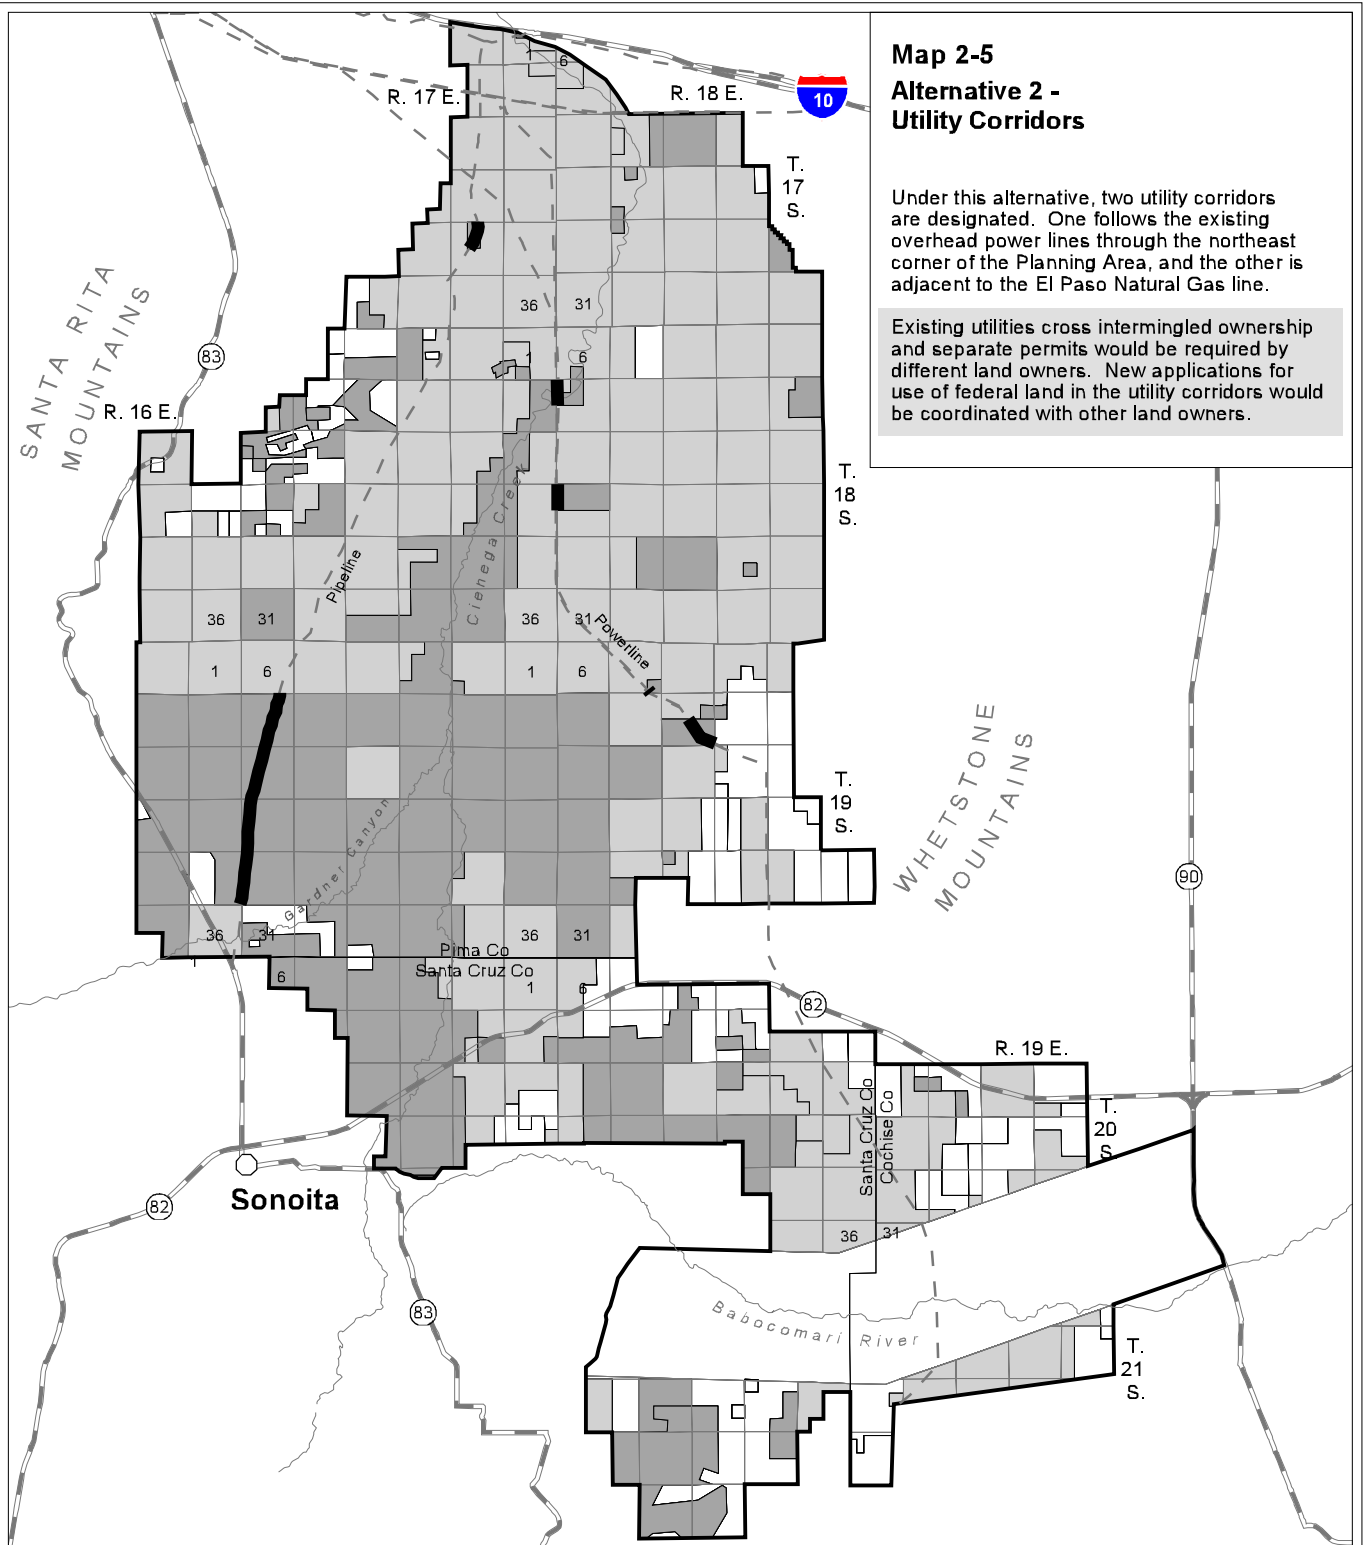 Map 2-5
Alternative 2 -
Utility Corridors
Under this alternative, two utility corridors
are designated. One follows the existing
overhead power lines through the northeast
corner of the Planning Area, and the other is
adjacent to the El Paso Natural Gas line.
Existing utilities cross intermingled ownership
and separate permits would be required by
different land owners. New applications for
use of federal land in the utility corridors would
be coordinated with other land owners.
1
6
R. 17 E.
R. 18 E.
10
T.
17
S.
SANTA RITA
MOUNTAINS
36
31
83
1
6
R. 16 E.
T.
18
S.
Cienega Creek
Pipeline
36
31
36
31
Powerline
1
6
1
6
WHETSTONE
MOUNTAINS
T.
19
S.
Gardner Canyon
90
36
31
36
31
Pima Co
Santa Cruz Co
1
6
1
6
82
R. 19 E.
Santa Cruz Co
Cochise Co
T.
20
S.
Sonoita
82
36
31
83
Babocomari River
T.
21
S.